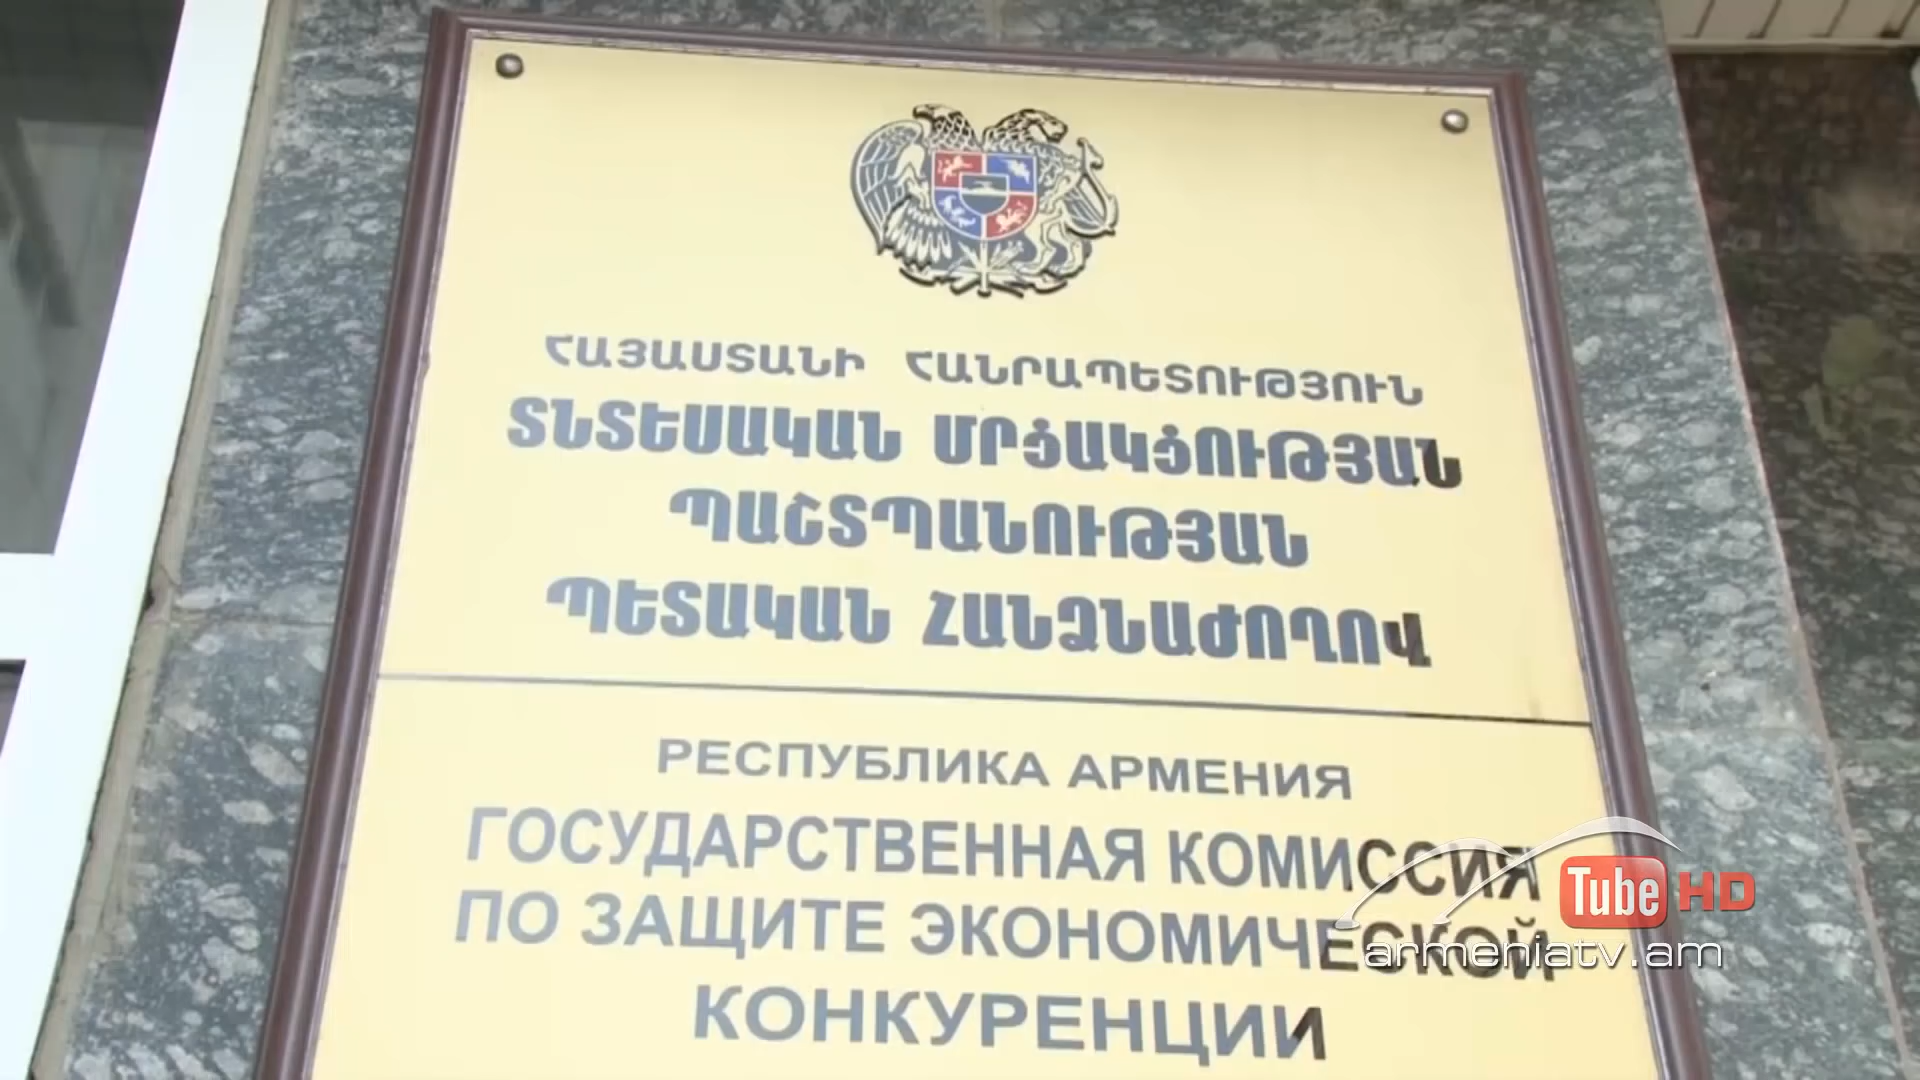 ՀԱՅԱՍՏԱՆԻ ՀԱՆՐԱՊԵՏՈՒԹՅՈՒՆ
ՏՆՏԵՍԱԿԱՆ ՄՐՑԱԿՑՈՒԹՅԱՆ
ՊԱՇՏՊԱՆՈՒԹՅԱՆ
ՊԵՏԱԿԱՆ ՀԱՆՁՆԱԺՈՂՈՎ
РЕСПУБЛИКА АРМЕНИЯ
ГОСУДАРСТВЕННАЯ КОМИССИЯ
ПО ЗАЩИТЕ ЭКОНОМИЧЕСКОЙ
КОНКУРЕНЦИИ
Tube HD
armeniatv.am